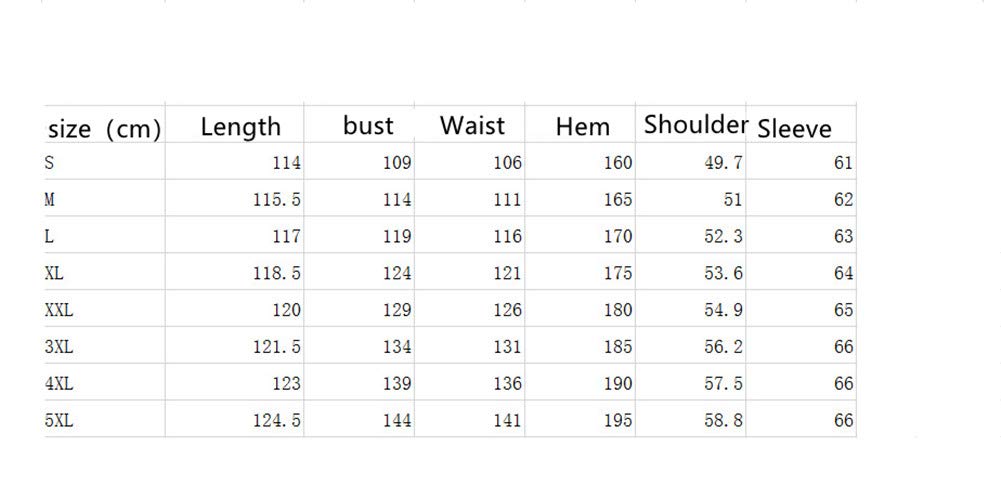 size (cm) Length bust Waist Hem Shoulder Sleeve
S 114 109 106 160 49.7 61
M 115.5 114 111 165 51 62
L 117 119 116 170 52.3 63
XL 118.5 124 121 175 53.6 64
XXL 120 129 126 180 54.9 65
3XL 121.5 134 131 185 56.2 66
4XL 123 139 136 190 57.5 66
5XL 124.5 144 141 195 58.8 66